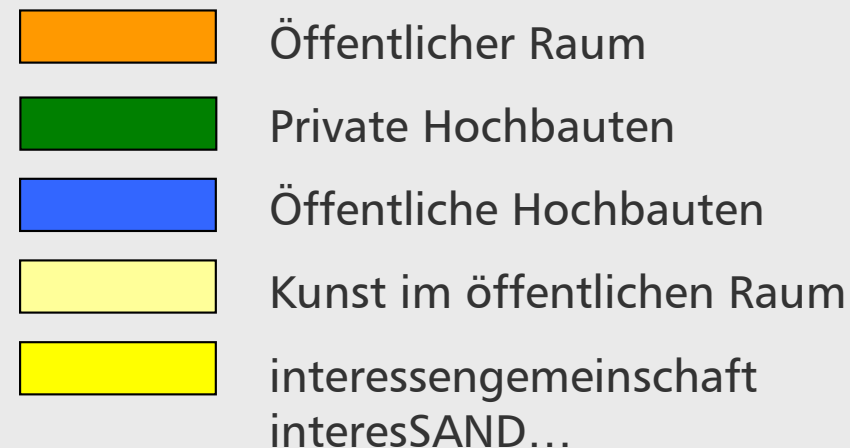 Öffentlicher Raum
Private Hochbauten
Öffentliche Hochbauten
Kunst im öffentlichen Raum
interessengemeinschaft
interesSAND…